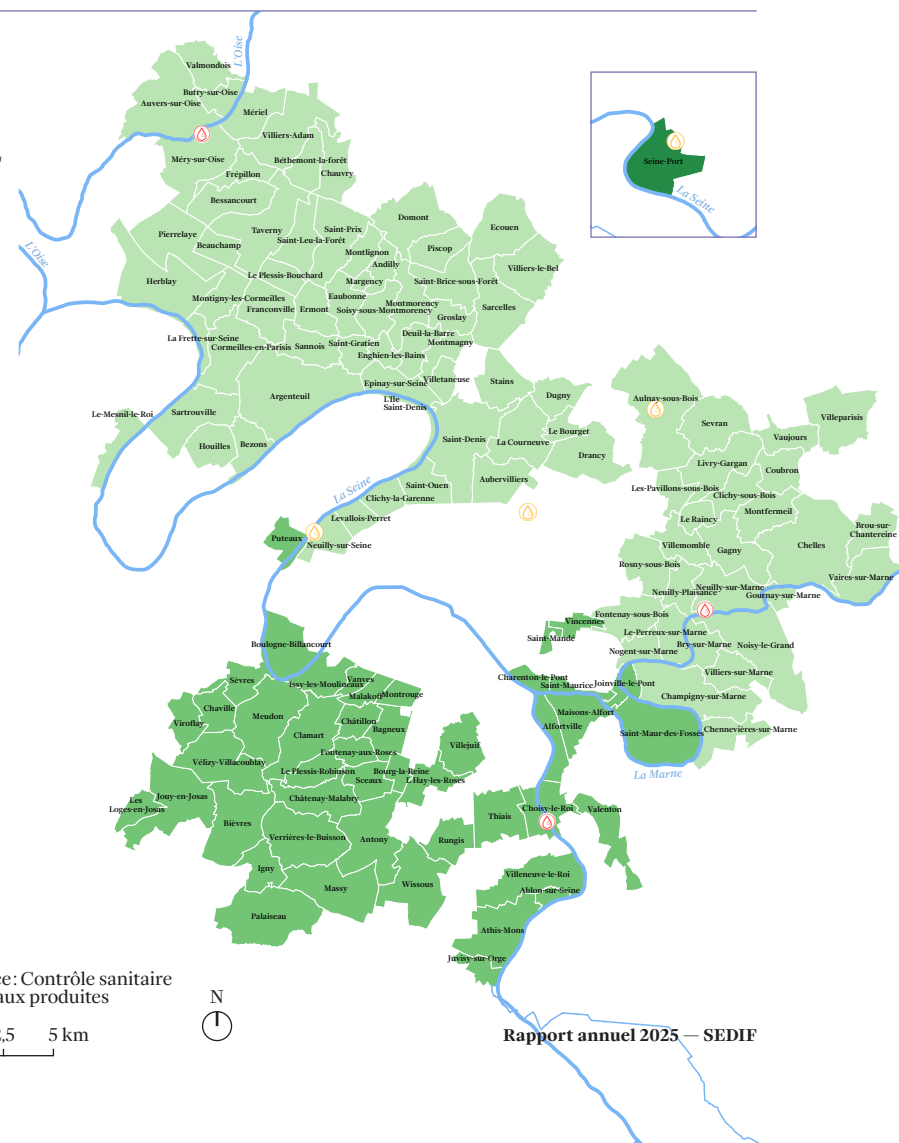 L'Oise
Valmondois
Butry-sur-Oise
Auvers-sur-Oise
Mériel
Villiers-Adam
Méry-sur-Oise
Béthemont-la-forêt
Frépillon
Chauvry
Seine-Port
La Seine
Bessancourt
Domont
Ecouen
Pierrelaye
Taverny
Saint-Prix
Beauchamp
Saint-Leu-la-Forêt
Piscop
L'Oise
Montlignon
Andilly
Villiers-le-Bel
Herblay
Le Plessis-Bouchard
Margency
Saint-Brice-sous-Forêt
Montigny-les-Cormeilles
Eaubonne
Montmorency
Sarcelles
Franconville
Ermont
Soisy-sous-Montmorency
Groslay
La Frette-sur-Seine
Deuil-la-Barre
Cormeilles-en-Parisis
Sannois
Saint-Gratien
Montmagny
Enghien-les-Bains
Epinay-sur-Seine
Villetaneuse
Stains
Argenteuil
L'Ile
Saint-Denis
Dugny
Aulnay-sous-Bois
Le-Mesnil-le-Roi
Sartrouville
Villeparisis
Sevran
Houilles
Bezons
Saint-Denis
La Courneuve
Le Bourget
Vaujours
Drancy
Livry-Gargan
Coubron
La Seine
Saint-Ouen
Aubervilliers
Les-Pavillons-sous-Bois
Clichy-sous-Bois
Clichy-la-Garenne
Levallois-Perret
Le Raincy
Montfermeil
Brou-sur-
Chantereine
Puteaux
Neuilly-sur-Seine
Villemomble
Gagny
Chelles
Rosny-sous-Bois
Vaires-sur-Marne
Neuilly-sur-Marne
Neuilly-Plaisance
Gournay-sur-Marne
Fontenay-sous-Bois
Vincennes
Saint-Mandé
Le-Perreux-sur-Marne
Boulogne-Billancourt
Bry-sur-Marne
Noisy-le-Grand
Nogent-sur-Marne
Sèvres
Issy-les-Moulineaux
Vanves
Charenton-le-Pont
Saint-Maurice
Joinville-le-Pont
Villiers-sur-Marne
Malakoff
Montrouge
Champigny-sur-Marne
Chaville
Meudon
Maisons-Alfort
Viroflay
Châtillon
Clamart
Bagneux
Alfortville
Saint-Maur-des-Fossés
Chennevières-sur-Marne
Villejuif
Fontenay-aux-Roses
Vélizy-Villacoublay
Le Plessis-Robinson
Bourg-la-Reine
Sceaux
L'Hay-les-Roses
La Marne
Les
Loges-en-Josas
Jouy-en-Josas
Châtenay-Malabry
Choisy-le-Roi
Valenton
Thiais
Bièvres
Verrières-le-Buisson
Antony
Rungis
Igny
Massy
Wissous
Villeneuve-le-Roi
Ablon-sur-Seine
Palaiseau
Athis-Mons
Juvisy-sur-Orge
ce : Contrôle sanitaire
aux produites
N
2,5 5 km
Rapport annuel 2025 — SEDIF